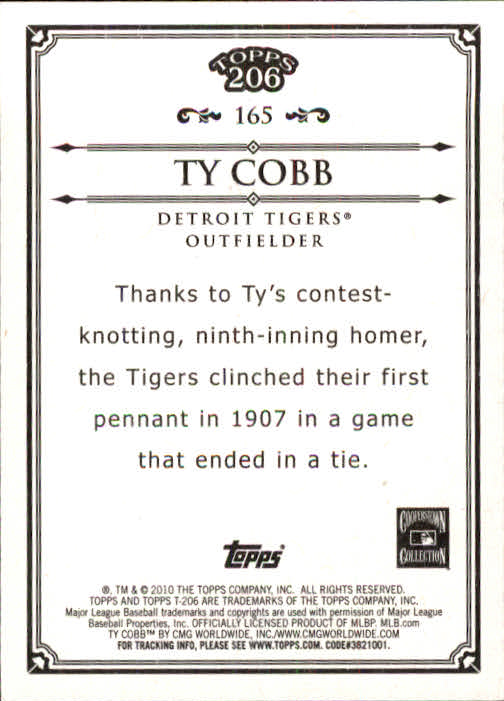 TOPPS
206
165
TY COBB
DETROIT TIGERS®
OUTFIELDER
Thanks to Ty's contest-
knotting, ninth-inning homer,
the Tigers clinched their first
pennant in 1907 in a game
that ended in a tie.
Topps®
COOPERSTOWN
COLLECTION
®, TM & © 2010 THE TOPPS COMPANY, INC. ALL RIGHTS RESERVED.
TOPPS AND TOPPS T-206 ARE TRADEMARKS OF THE TOPPS COMPANY, INC.
Major League Baseball trademarks and copyrights are used with permission of Major League
Baseball Properties, Inc. OFFICIALLY LICENSED PRODUCT OF MLBP. MLB.com
TY COBB™ BY CMG WORLDWIDE, INC./WWW.CMGWORLDWIDE.COM
FOR TRACKING INFO, PLEASE SEE WWW.TOPPS.COM. CODE#3821001.